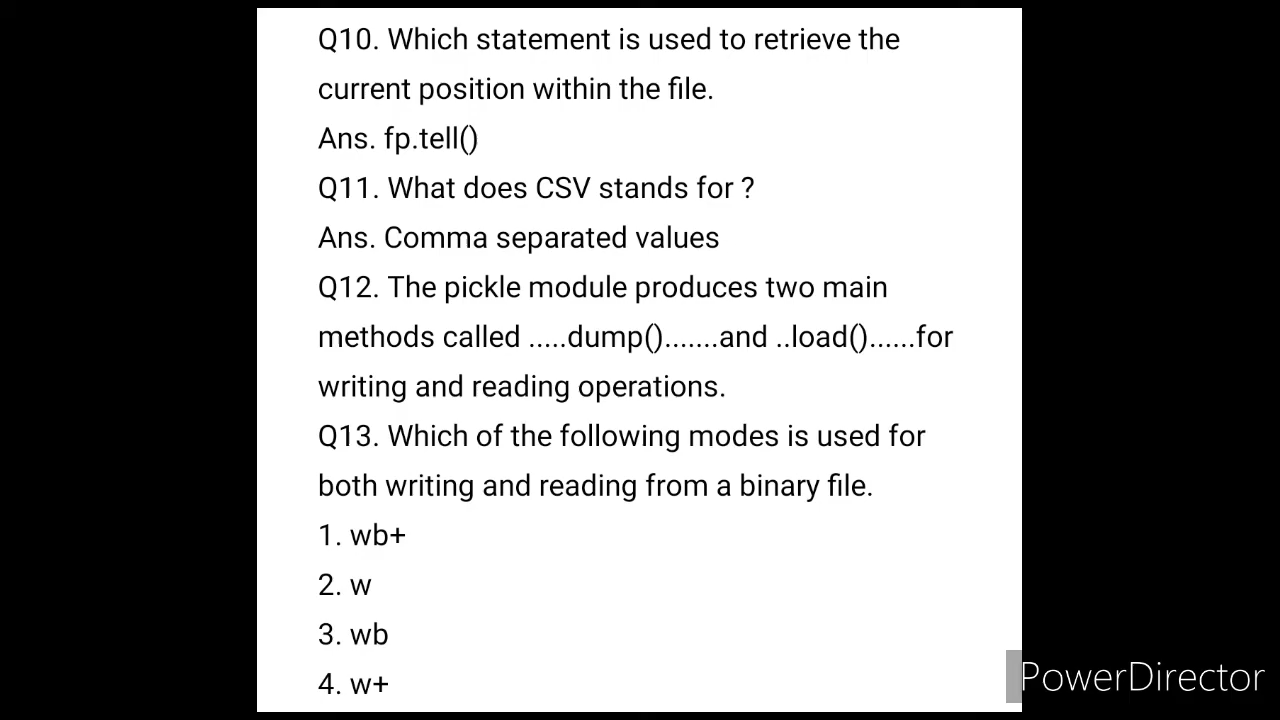 Q10. Which statement is used to retrieve the
current position within the file.
Ans. fp.tell()
Q11. What does CSV stands for ?
Ans. Comma separated values
Q12. The pickle module produces two main
methods called .....dump().......and ..load()......for
writing and reading operations.
Q13. Which of the following modes is used for
both writing and reading from a binary file.
1. wb+
2. w
3. wb
4. w+
PowerDirector